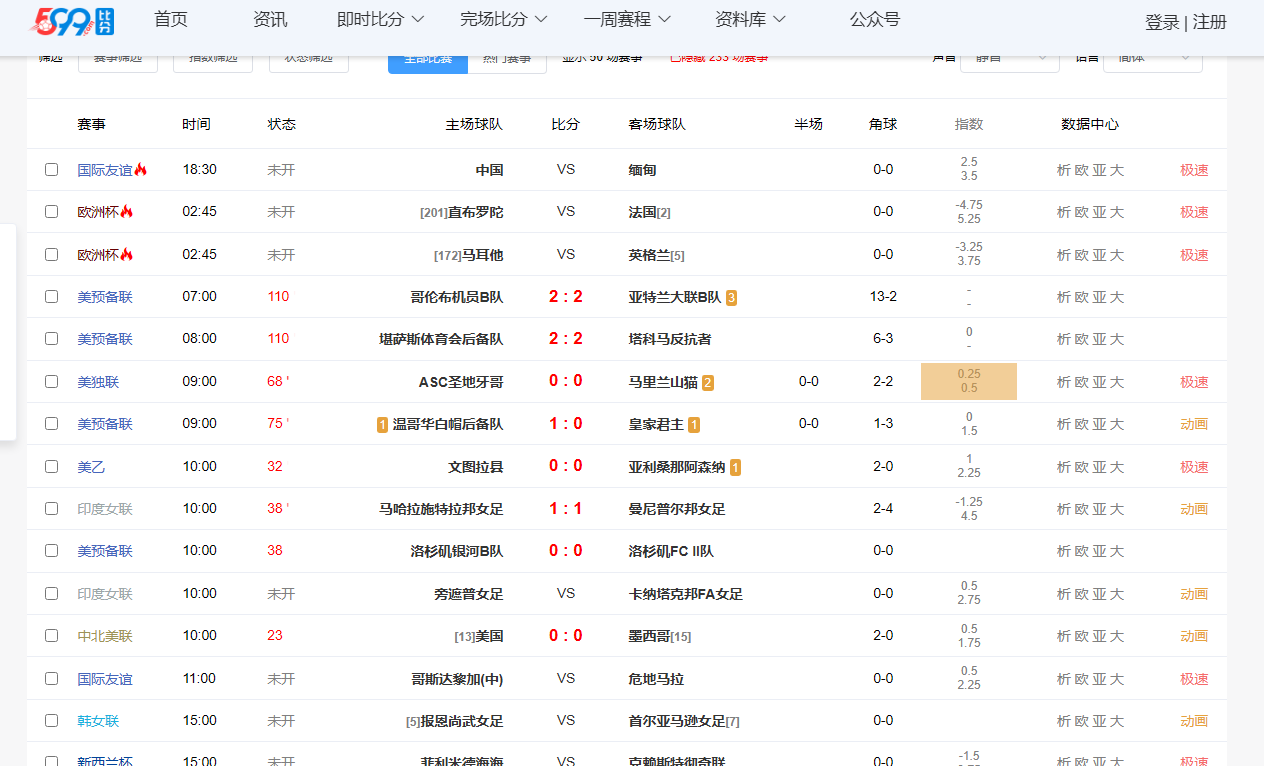 599比分 .com 首页 资讯 即时比分 完场比分 一周赛程 资料库 公众号 登录 | 注册
筛选 赛事筛选 指数筛选 状态筛选 全部比赛 热门赛事 显示 50 场赛事 已隐藏 233 场赛事 声音 静音 语言 简体
赛事 时间 状态 主场球队 比分 客场球队 半场 角球 指数 数据中心
国际友谊 18:30 未开 中国 VS 缅甸 0-0 2.5 3.5 析 欧 亚 大 极速
欧洲杯 02:45 未开 [201]直布罗陀 VS 法国[2] 0-0 -4.75 5.25 析 欧 亚 大 极速
欧洲杯 02:45 未开 [172]马耳他 VS 英格兰[5] 0-0 -3.25 3.75 析 欧 亚 大 极速
美预备联 07:00 110 哥伦布机员B队 2 : 2 亚特兰大联B队 3 13-2 - - 析 欧 亚 大
美预备联 08:00 110 堪萨斯体育会后备队 2 : 2 塔科马反抗者 6-3 0 - 析 欧 亚 大
美独联 09:00 68 ' ASC圣地牙哥 0 : 0 马里兰山猫 2 0-0 2-2 0.25 0.5 析 欧 亚 大 极速
美预备联 09:00 75 ' 1 温哥华白帽后备队 1 : 0 皇家君主 1 0-0 1-3 0 1.5 析 欧 亚 大 动画
美乙 10:00 32 文图拉县 0 : 0 亚利桑那阿森纳 1 2-0 1 2.25 析 欧 亚 大 极速
印度女联 10:00 38 ' 马哈拉施特拉邦女足 1 : 1 曼尼普尔邦女足 2-4 -1.25 4.5 析 欧 亚 大 动画
美预备联 10:00 38 洛杉矶银河B队 0 : 0 洛杉矶FC II队 0-0 析 欧 亚 大
印度女联 10:00 未开 旁遮普女足 VS 卡纳塔克邦FA女足 0-0 0.5 2.75 析 欧 亚 大 动画
中北美联 10:00 23 [13]美国 0 : 0 墨西哥[15] 2-0 0.5 1.75 析 欧 亚 大 动画
国际友谊 11:00 未开 哥斯达黎加(中) VS 危地马拉 0-0 0.5 2.25 析 欧 亚 大 极速
韩女联 15:00 未开 [5]报恩尚武女足 VS 首尔亚马逊女足[7] 0-0 析 欧 亚 大 动画
新西兰杯 15:00 未开 菲利米德海海 VS 克赖斯特彻奇联 0-0 -1.5 析 欧 亚 大 极速